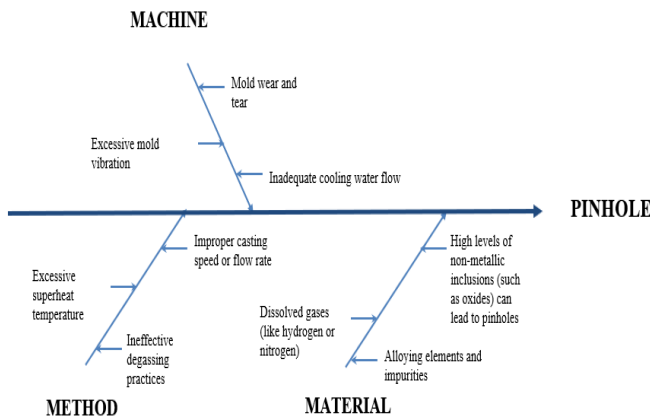 MACHINE
Mold wear and
tear
Excessive mold
vibration
Inadequate cooling water flow
PINHOLE
Improper casting
speed or flow rate
Excessive
superheat
temperature
Ineffective
degassing
practices
METHOD
High levels of
non-metallic
inclusions (such
as oxides) can
lead to pinholes
Dissolved gases
(like hydrogen or
nitrogen)
Alloying elements and
impurities
MATERIAL